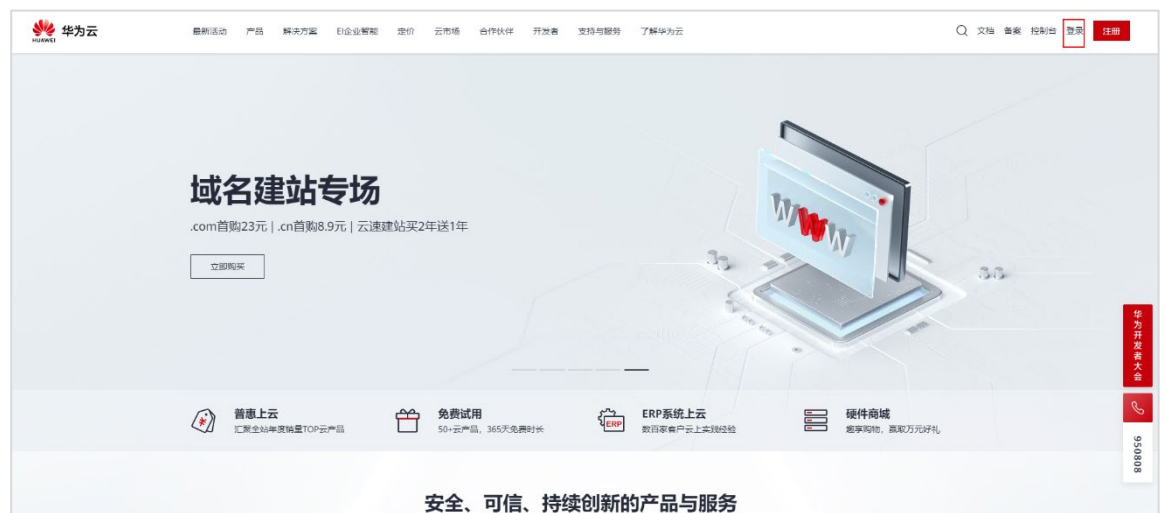 HUAWEI 华为云 最新活动 产品 解决方案 EI企业智能 定价 云市场 合作伙伴 开发者 支持与服务 了解华为云 文档 备案 控制台 登录 注册
域名建站专场
.com首购23元 | .cn首购8.9元 | 云速建站买2年送1年
立即购买
WWW
华为开发者大会
950808
普惠上云
汇聚全站年度销量TOP云产品
免费试用
50+云产品，365天免费时长
ERP
ERP系统上云
数百家客户云上实践经验
硬件商城
趣享购物，赢取万元好礼
安全、可信、持续创新的产品与服务